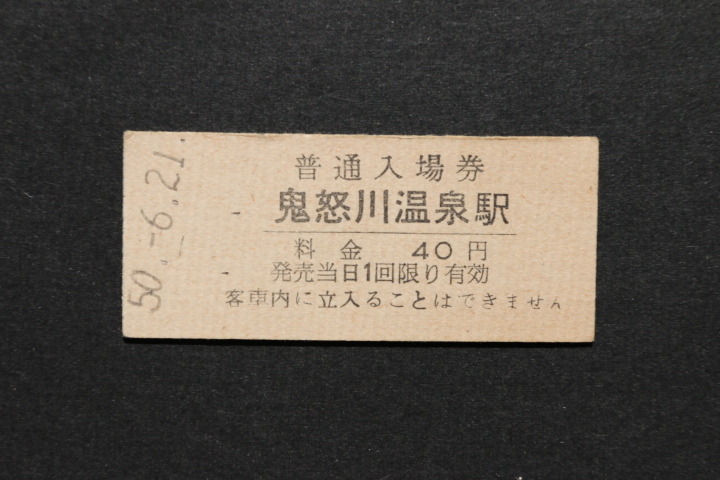 50.-6.21.
普通入場券
鬼怒川温泉駅
料金 40円
発売当日1回限り有効
客車内に立入ることはできません